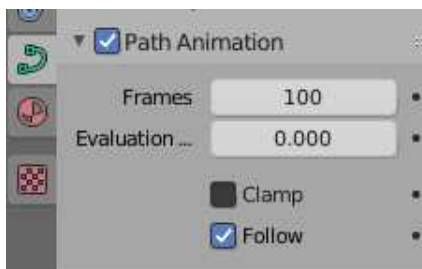 Path Animation
Frames 100
Evaluation ... 0.000
Clamp
Follow